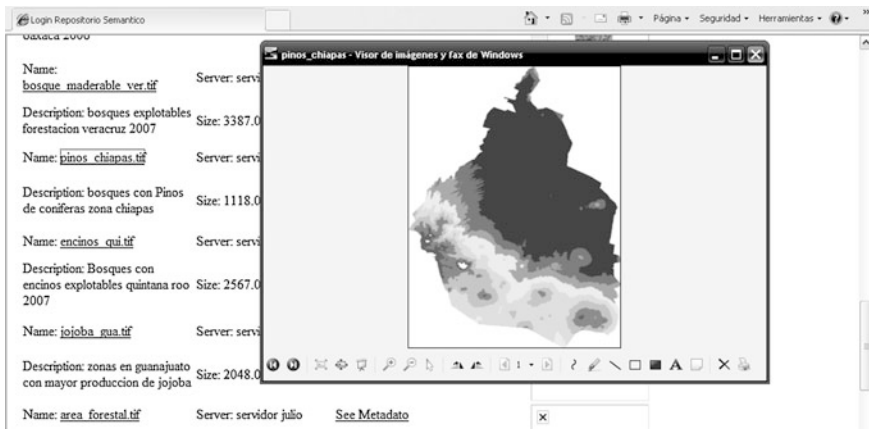 Login Repositorio Semantico
Página Seguridad Herramientas
oaxaca 2006
pinos_chiapas - Visor de imágenes y fax de Windows
Name:
bosque_maderable_ver.tif
Server: servi
Description: bosques explotables
forestacion veracruz 2007
Size: 3387.0
Name: pinos_chiapas.tif
Server: servi
Description: bosques con Pinos
de coniferas zona chiapas
Size: 1118.0
Name: encinos_qui.tif
Server: servi
Description: Bosques con
encinos explotables quintana roo
2007
Size: 2567.0
Name: jojoba_gua.tif
Server: servi
Description: zonas en guanajuato
con mayor produccion de jojoba
Size: 2048.0
1
A
Name: area_forestal.tif
Server: servidor julio
See Metadato